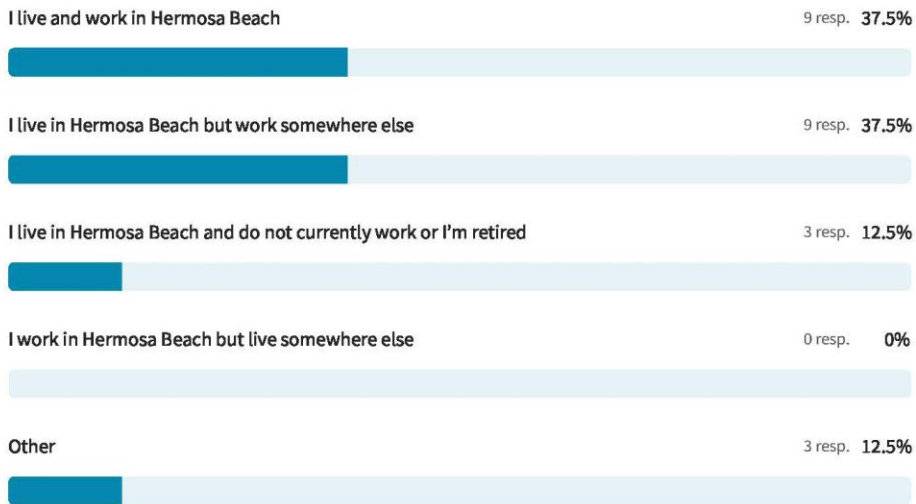 I live and work in Hermosa Beach 9 resp. 37.5%
I live in Hermosa Beach but work somewhere else 9 resp. 37.5%
I live in Hermosa Beach and do not currently work or I'm retired 3 resp. 12.5%
I work in Hermosa Beach but live somewhere else 0 resp. 0%
Other 3 resp. 12.5%